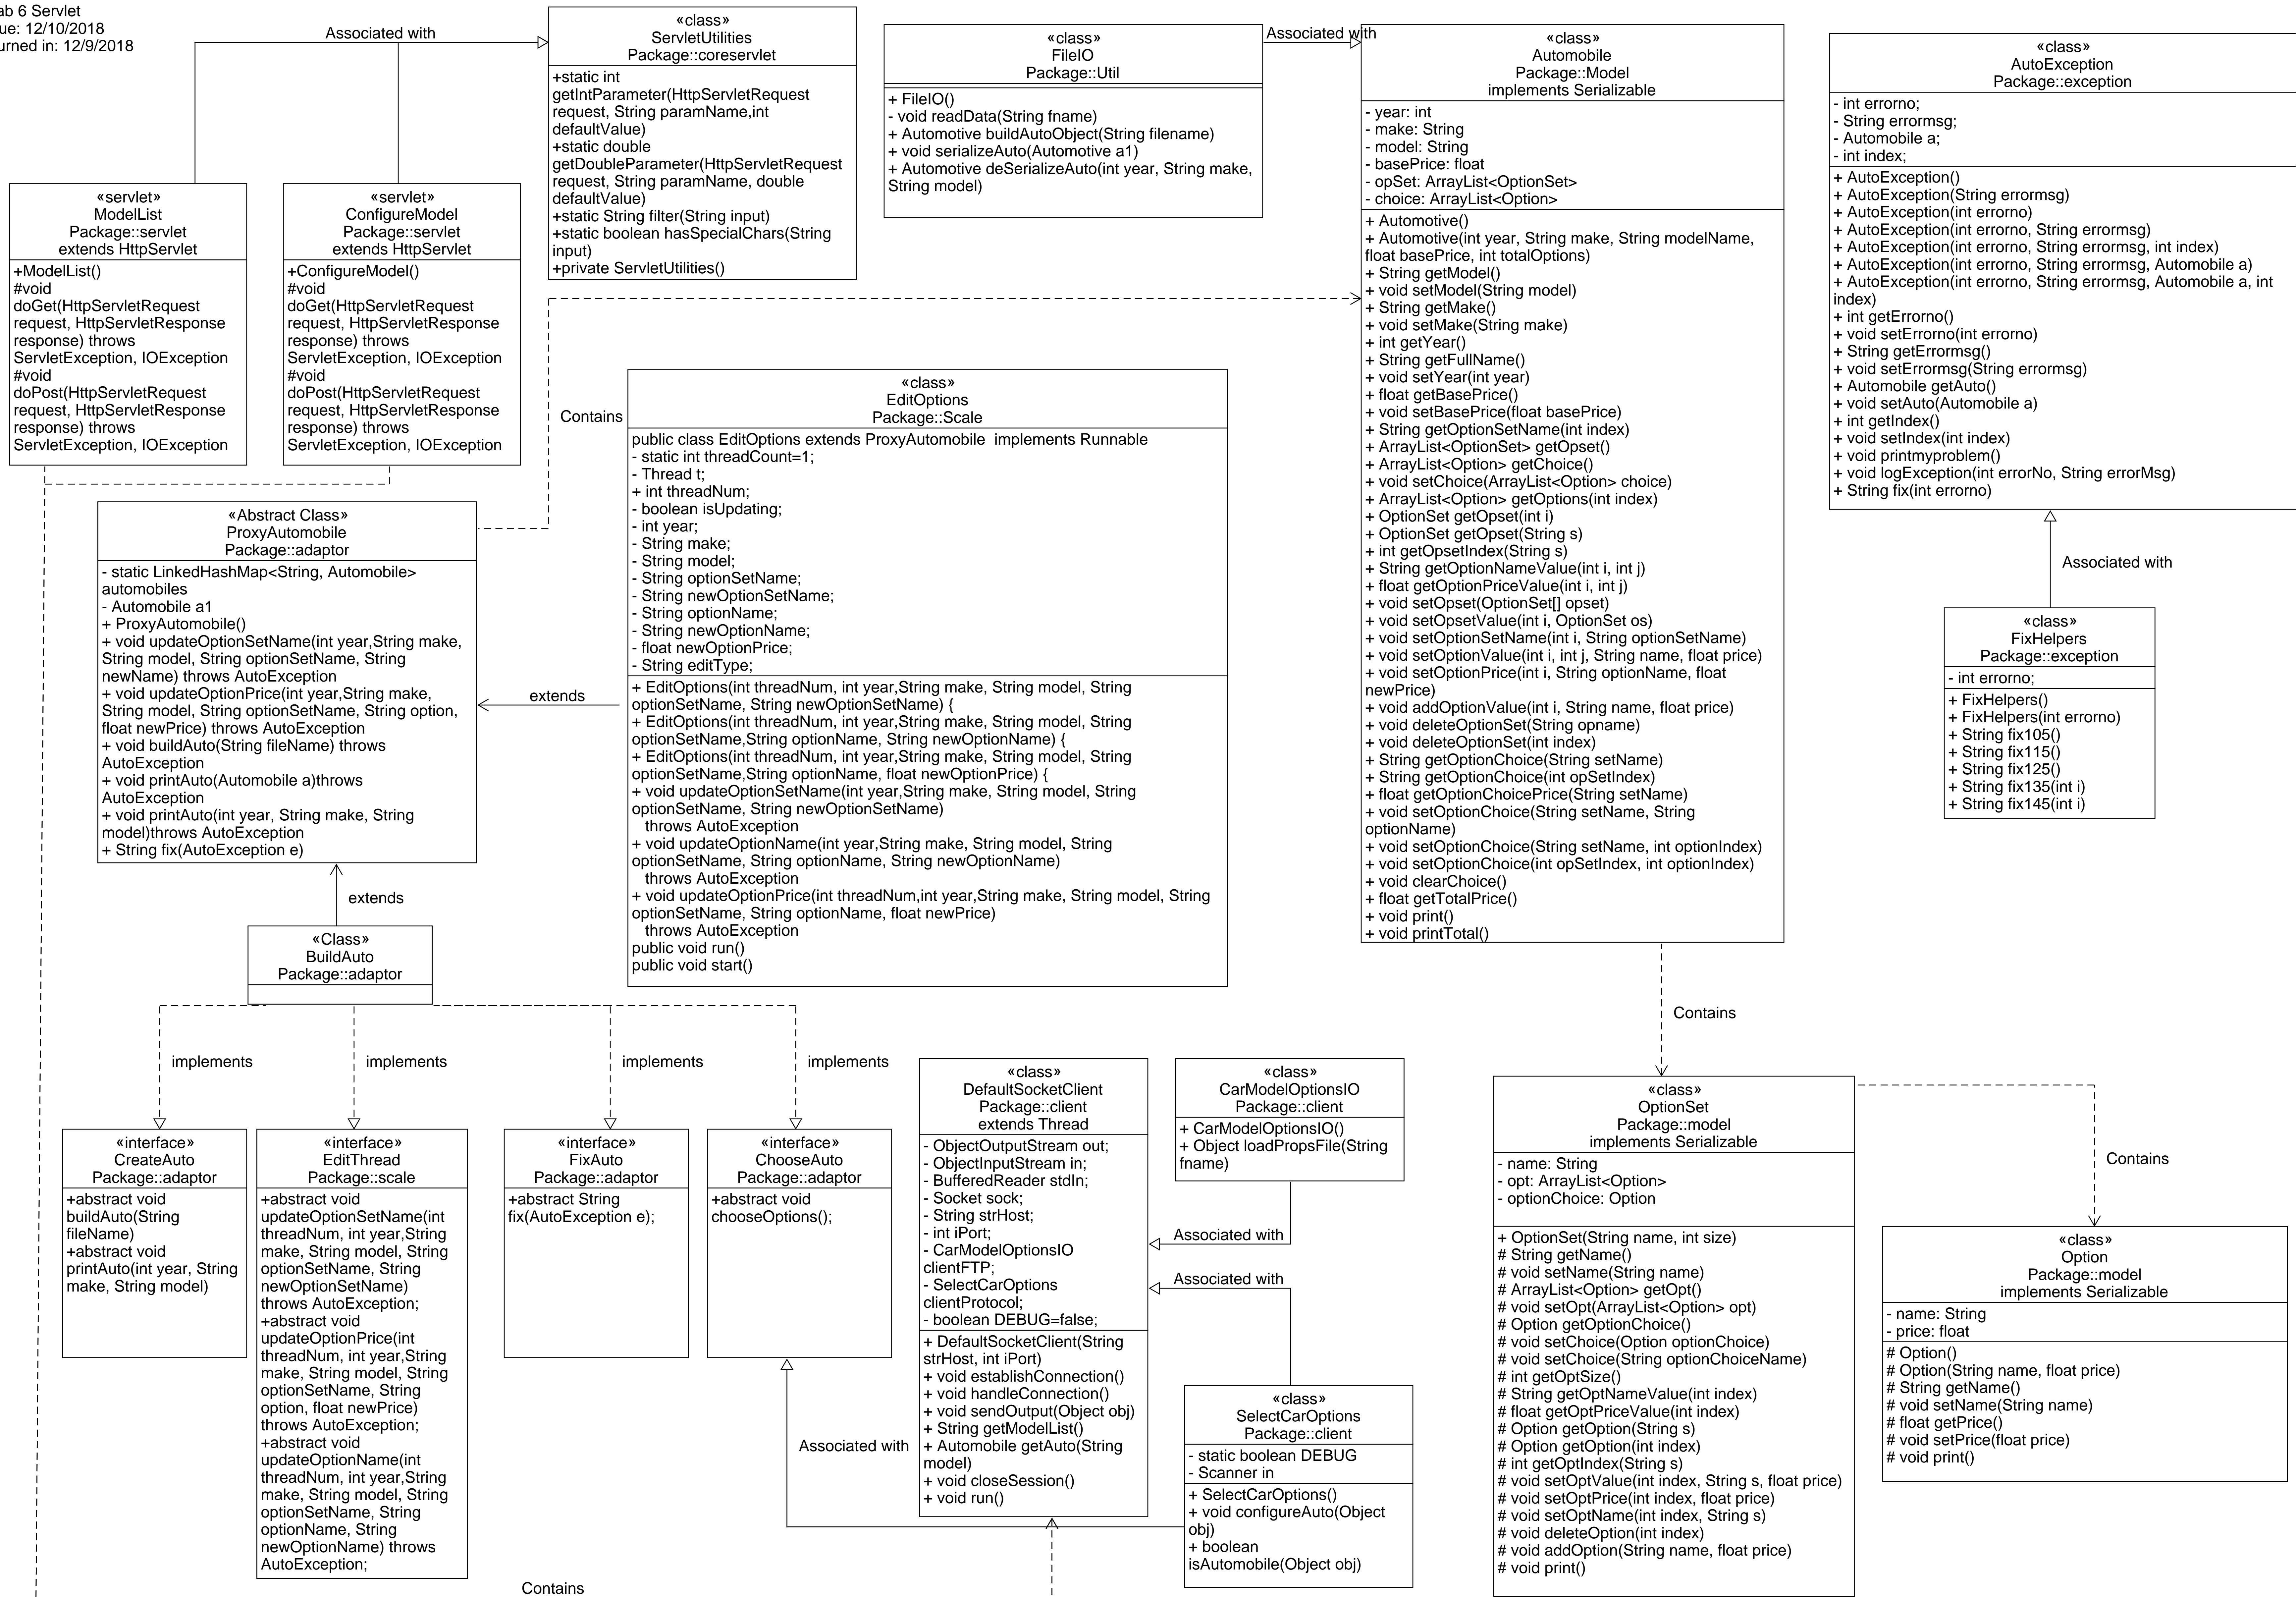 ab 6 Servlet
ue: 12/10/2018
urned in: 12/9/2018
Associated with
«class»
ServletUtilities
Package::coreservlet
+static int
getIntParameter(HttpServletRequest
request, String paramName,int
defaultValue)
+static double
getDoubleParameter(HttpServletRequest
request, String paramName, double
defaultValue)
+static String filter(String input)
+static boolean hasSpecialChars(String
input)
+private ServletUtilities()
«class»
FileIO
Package::Util
+ FileIO()
- void readData(String fname)
+ Automotive buildAutoObject(String filename)
+ void serializeAuto(Automotive a1)
+ Automotive deSerializeAuto(int year, String make,
String model)
Associated with
«class»
Automobile
Package::Model
implements Serializable
- year: int
- make: String
- model: String
- basePrice: float
- opSet: ArrayList<OptionSet>
- choice: ArrayList<Option>
+ Automotive()
+ Automotive(int year, String make, String modelName,
float basePrice, int totalOptions)
+ String getModel()
+ void setModel(String model)
+ String getMake()
+ void setMake(String make)
+ int getYear()
+ String getFullName()
+ void setYear(int year)
+ float getBasePrice()
+ void setBasePrice(float basePrice)
+ String getOptionSetName(int index)
+ ArrayList<OptionSet> getOpset()
+ ArrayList<Option> getChoice()
+ void setChoice(ArrayList<Option> choice)
+ ArrayList<Option> getOptions(int index)
+ OptionSet getOpset(int i)
+ OptionSet getOpset(String s)
+ int getOpsetIndex(String s)
+ String getOptionNameValue(int i, int j)
+ float getOptionPriceValue(int i, int j)
+ void setOpset(OptionSet[] opset)
+ void setOpsetValue(int i, OptionSet os)
+ void setOptionSetName(int i, String optionSetName)
+ void setOptionValue(int i, int j, String name, float price)
+ void setOptionPrice(int i, String optionName, float
newPrice)
+ void addOptionValue(int i, String name, float price)
+ void deleteOptionSet(String opname)
+ void deleteOptionSet(int index)
+ String getOptionChoice(String setName)
+ String getOptionChoice(int opSetIndex)
+ float getOptionChoicePrice(String setName)
+ void setOptionChoice(String setName, String
optionName)
+ void setOptionChoice(String setName, int optionIndex)
+ void setOptionChoice(int opSetIndex, int optionIndex)
+ void clearChoice()
+ float getTotalPrice()
+ void print()
+ void printTotal()
«class»
AutoException
Package::exception
- int errorno;
- String errormsg;
- Automobile a;
- int index;
+ AutoException()
+ AutoException(String errormsg)
+ AutoException(int errorno)
+ AutoException(int errorno, String errormsg)
+ AutoException(int errorno, String errormsg, int index)
+ AutoException(int errorno, String errormsg, Automobile a)
+ AutoException(int errorno, String errormsg, Automobile a, int
index)
+ int getErrorno()
+ void setErrorno(int errorno)
+ String getErrormsg()
+ void setErrormsg(String errormsg)
+ Automobile getAuto()
+ void setAuto(Automobile a)
+ int getIndex()
+ void setIndex(int index)
+ void printmyproblem()
+ void logException(int errorNo, String errorMsg)
+ String fix(int errorno)
Associated with
«class»
FixHelpers
Package::exception
- int errorno;
+ FixHelpers()
+ FixHelpers(int errorno)
+ String fix105()
+ String fix115()
+ String fix125()
+ String fix135(int i)
+ String fix145(int i)
«servlet»
ModelList
Package::servlet
extends HttpServlet
+ModelList()
#void
doGet(HttpServletRequest
request, HttpServletResponse
response) throws
ServletException, IOException
#void
doPost(HttpServletRequest
request, HttpServletResponse
response) throws
ServletException, IOException
«servlet»
ConfigureModel
Package::servlet
extends HttpServlet
+ConfigureModel()
#void
doGet(HttpServletRequest
request, HttpServletResponse
response) throws
ServletException, IOException
#void
doPost(HttpServletRequest
request, HttpServletResponse
response) throws
ServletException, IOException
Contains
«class»
EditOptions
Package::Scale
public class EditOptions extends ProxyAutomobile  implements Runnable
- static int threadCount=1;
- Thread t;
+ int threadNum;
- boolean isUpdating;
- int year;
- String make;
- String model;
- String optionSetName;
- String newOptionSetName;
- String optionName;
- String newOptionName;
- float newOptionPrice;
- String editType;
+ EditOptions(int threadNum, int year,String make, String model, String
optionSetName, String newOptionSetName) {
+ EditOptions(int threadNum, int year,String make, String model, String
optionSetName,String optionName, String newOptionName) {
+ EditOptions(int threadNum, int year,String make, String model, String
optionSetName,String optionName, float newOptionPrice) {
+ void updateOptionSetName(int year,String make, String model, String
optionSetName, String newOptionSetName)
throws AutoException
+ void updateOptionName(int year,String make, String model, String
optionSetName, String optionName, String newOptionName)
throws AutoException
+ void updateOptionPrice(int threadNum,int year,String make, String model, String
optionSetName, String optionName, float newPrice)
throws AutoException
public void run()
public void start()
«Abstract Class»
ProxyAutomobile
Package::adaptor
- static LinkedHashMap<String, Automobile>
automobiles
- Automobile a1
+ ProxyAutomobile()
+ void updateOptionSetName(int year,String make,
String model, String optionSetName, String
newName) throws AutoException
+ void updateOptionPrice(int year,String make,
String model, String optionSetName, String option,
float newPrice) throws AutoException
+ void buildAuto(String fileName) throws
AutoException
+ void printAuto(Automobile a)throws
AutoException
+ void printAuto(int year, String make, String
model)throws AutoException
+ String fix(AutoException e)
extends
extends
«Class»
BuildAuto
Package::adaptor
implements
implements
implements
implements
«interface»
CreateAuto
Package::adaptor
+abstract void
buildAuto(String
fileName)
+abstract void
printAuto(int year, String
make, String model)
«interface»
EditThread
Package::scale
+abstract void
updateOptionSetName(int
threadNum, int year,String
make, String model, String
optionSetName, String
newOptionSetName)
throws AutoException;
+abstract void
updateOptionPrice(int
threadNum, int year,String
make, String model, String
optionSetName, String
option, float newPrice)
throws AutoException;
+abstract void
updateOptionName(int
threadNum, int year,String
make, String model, String
optionSetName, String
optionName, String
newOptionName) throws
AutoException;
«interface»
FixAuto
Package::adaptor
+abstract String
fix(AutoException e);
«interface»
ChooseAuto
Package::adaptor
+abstract void
chooseOptions();
Associated with
«class»
DefaultSocketClient
Package::client
extends Thread
- ObjectOutputStream out;
- ObjectInputStream in;
- BufferedReader stdIn;
- Socket sock;
- String strHost;
- int iPort;
- CarModelOptionsIO
clientFTP;
- SelectCarOptions
clientProtocol;
- boolean DEBUG=false;
+ DefaultSocketClient(String
strHost, int iPort)
+ void establishConnection()
+ void handleConnection()
+ void sendOutput(Object obj)
+ String getModelList()
+ Automobile getAuto(String
model)
+ void closeSession()
+ void run()
«class»
CarModelOptionsIO
Package::client
+ CarModelOptionsIO()
+ Object loadPropsFile(String
fname)
Associated with
Associated with
«class»
SelectCarOptions
Package::client
- static boolean DEBUG
- Scanner in
+ SelectCarOptions()
+ void configureAuto(Object
obj)
+ boolean
isAutomobile(Object obj)
Contains
«class»
OptionSet
Package::model
implements Serializable
- name: String
- opt: ArrayList<Option>
- optionChoice: Option
+ OptionSet(String name, int size)
# String getName()
# void setName(String name)
# ArrayList<Option> getOpt()
# void setOpt(ArrayList<Option> opt)
# Option getOptionChoice()
# void setChoice(Option optionChoice)
# void setChoice(String optionChoiceName)
# int getOptSize()
# String getOptNameValue(int index)
# float getOptPriceValue(int index)
# Option getOption(String s)
# Option getOption(int index)
# int getOptIndex(String s)
# void setOptValue(int index, String s, float price)
# void setOptPrice(int index, float price)
# void setOptName(int index, String s)
# void deleteOption(int index)
# void addOption(String name, float price)
# void print()
Contains
«class»
Option
Package::model
implements Serializable
- name: String
- price: float
# Option()
# Option(String name, float price)
# String getName()
# void setName(String name)
# float getPrice()
# void setPrice(float price)
# void print()
Contains